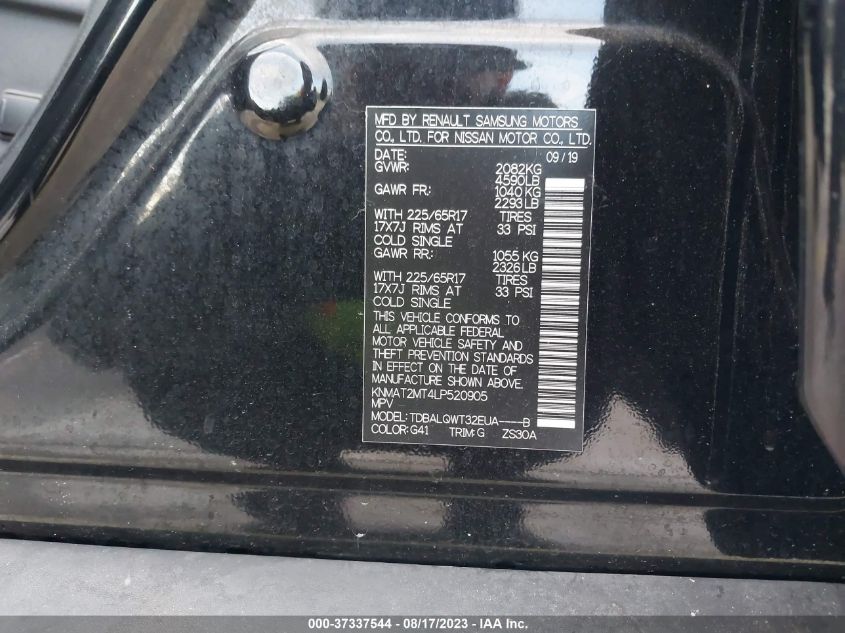 MFD BY RENAULT SAMSUNG MOTORS
CO., LTD. FOR NISSAN MOTOR CO., LTD.
DATE: 09/19
GVWR: 2082KG
4590LB
GAWR FR: 1040KG
2293LB
WITH 225/65R17 TIRES
17X7J RIMS AT 33 PSI
COLD SINGLE
GAWR RR: 1055KG
2326LB
WITH 225/65R17 TIRES
17X7J RIMS AT 33 PSI
COLD SINGLE
THIS VEHICLE CONFORMS TO
ALL APPLICABLE FEDERAL
MOTOR VEHICLE SAFETY AND
THEFT PREVENTION STANDARDS
IN EFFECT ON THE DATE OF
MANUFACTURE SHOWN ABOVE.
KNMAT2MT4LP520905
MPV
MODEL: TDBALQWT32EUA----B
COLOR: G41 TRIM: G ZS30A
000-37337544 - 08/17/2023 - IAA Inc.